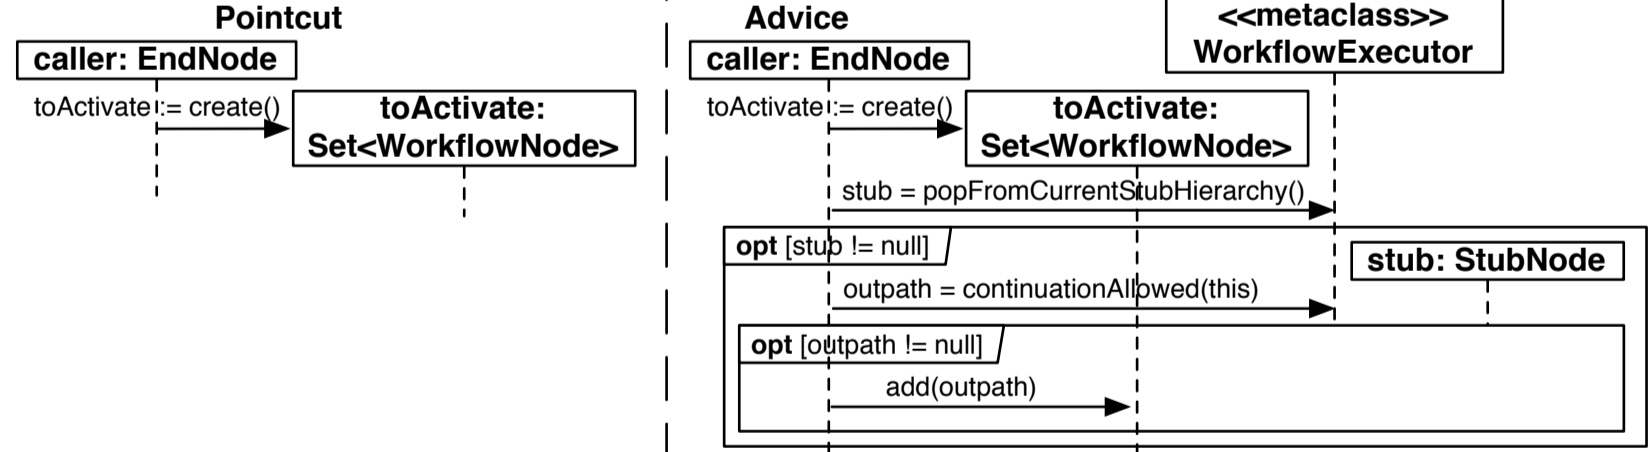 Pointcut
caller: EndNode
toActivate := create()
toActivate:
Set<WorkflowNode>
Advice
<<metaclass>>
WorkflowExecutor
caller: EndNode
toActivate := create()
toActivate:
Set<WorkflowNode>
stub = popFromCurrentStubHierarchy()
opt [stub != null]
stub: StubNode
outpath = continuationAllowed(this)
opt [outpath != null]
add(outpath)